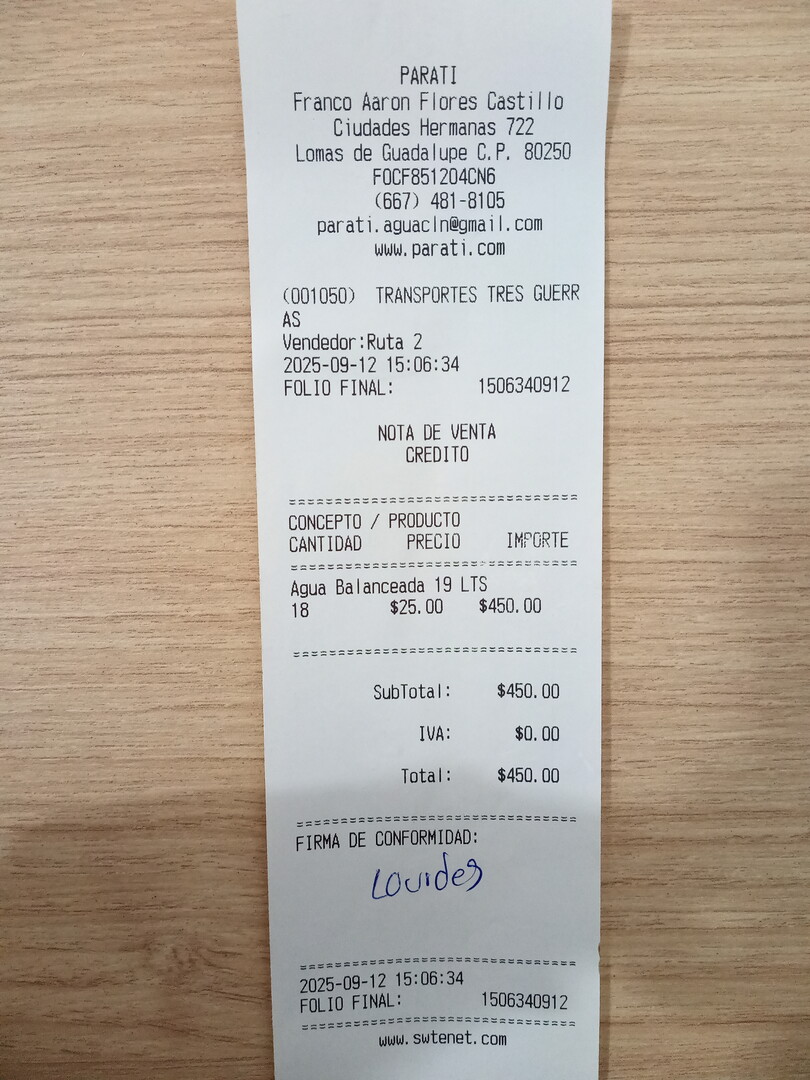 PARATI
Franco Aaron Flores Castillo
Ciudades Hermanas 722
Lomas de Guadalupe C.P. 80250
FOCF851204CN6
(667) 481-8105
parati.aguacln@gmail.com
www.parati.com
(001050) TRANSPORTES TRES GUERR
AS
Vendedor:Ruta 2
2025-09-12 15:06:34
FOLIO FINAL: 1506340912
NOTA DE VENTA
CREDITO
================================
CONCEPTO / PRODUCTO
CANTIDAD PRECIO IMPORTE
================================
Agua Balanceada 19 LTS
18 $25.00 $450.00
================================
SubTotal: $450.00
IVA: $0.00
Total: $450.00
================================
FIRMA DE CONFORMIDAD:
Lourdes
================================
2025-09-12 15:06:34
FOLIO FINAL: 1506340912
================================
www.swtenet.com